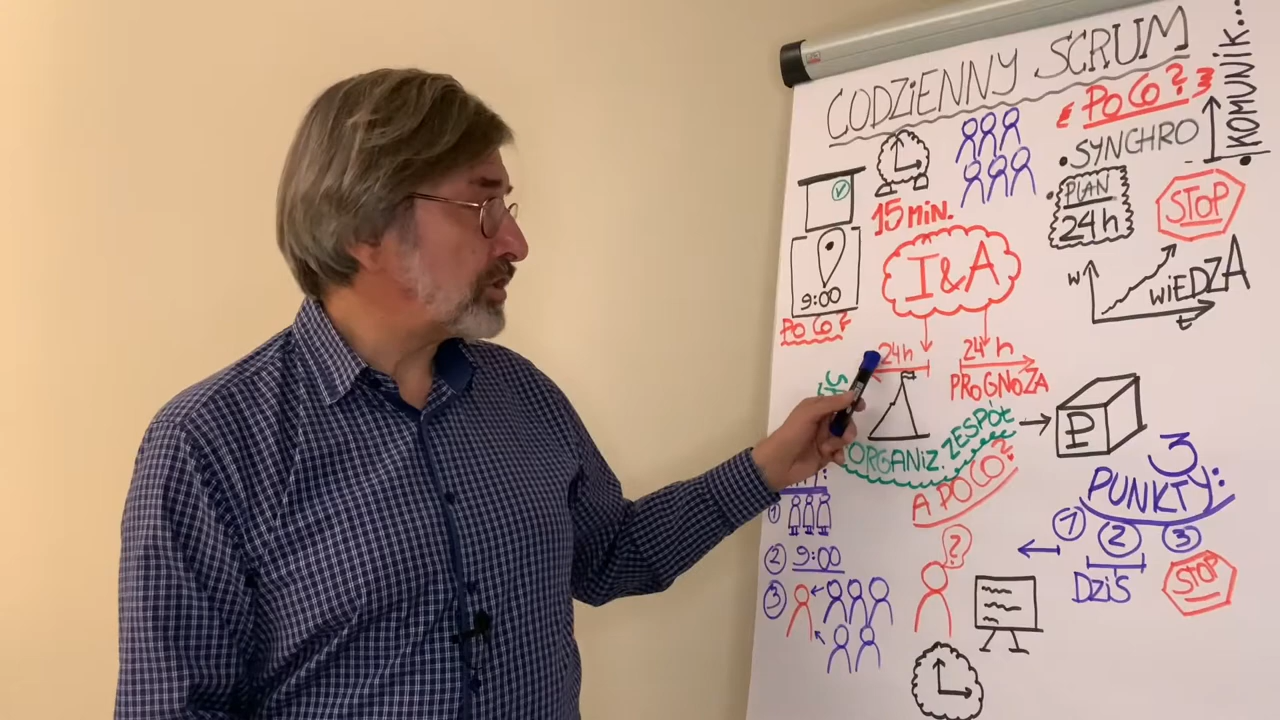 CODZIENNY SCRUM
PO CO?
KOMUNIK...
• SYNCHRO
• PLAN
24h
STOP
15 MIN.
9:00
PO CO?
I&A
W
WIEDZA
t
24h
24h
PROGNOZA
ORGANIZ. ZESPÓŁ
P
A PO CO?
3
PUNKTY:
1 2 3
DZIŚ
STOP
1
2 9:00
3
?